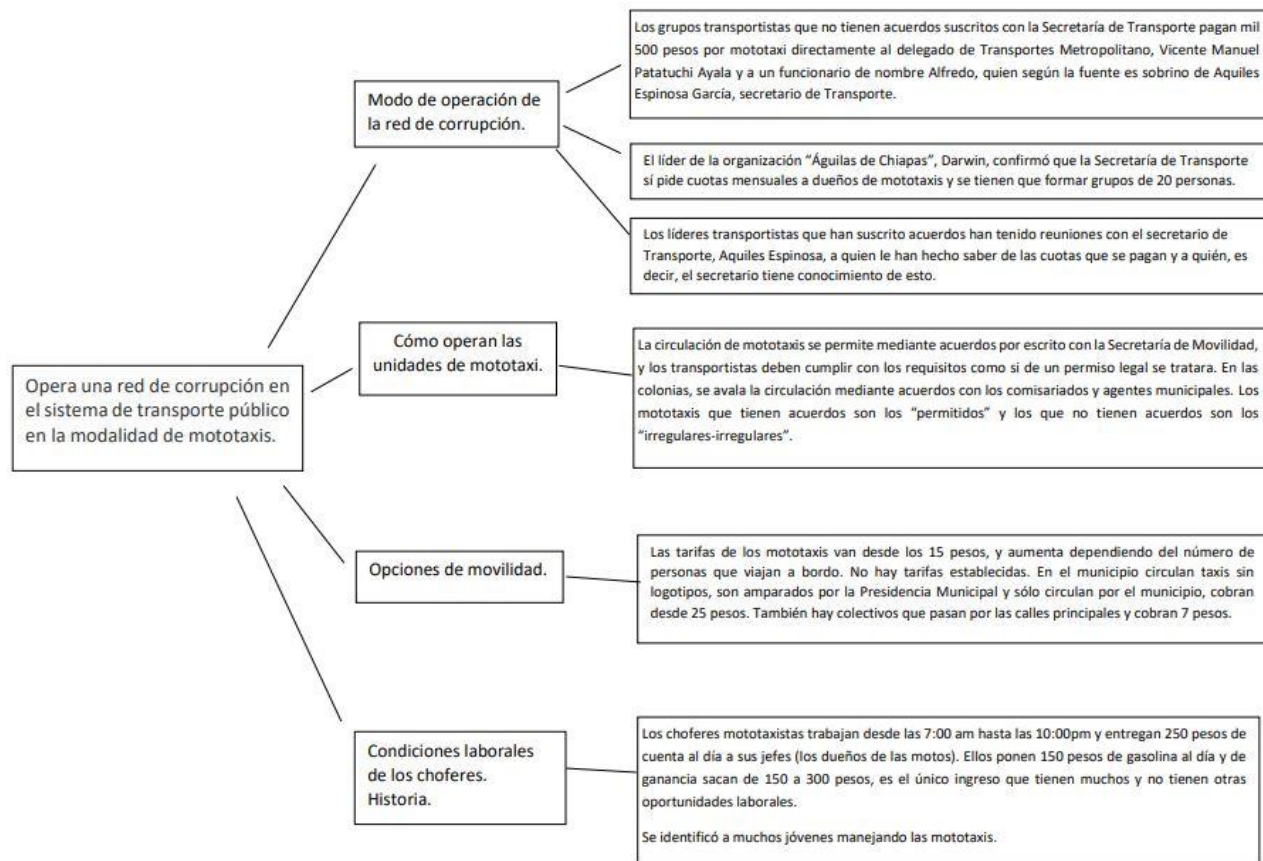 Opera una red de corrupción en
el sistema de transporte público
en la modalidad de mototaxis.
Modo de operación de
la red de corrupción.
Los grupos transportistas que no tienen acuerdos suscritos con la Secretaría de Transporte pagan mil
500 pesos por mototaxi directamente al delegado de Transportes Metropolitano, Vicente Manuel
Patatuchi Ayala y a un funcionario de nombre Alfredo, quien según la fuente es sobrino de Aquiles
Espinosa García, secretario de Transporte.
El líder de la organización “Águilas de Chiapas”, Darwin, confirmó que la Secretaría de Transporte
sí pide cuotas mensuales a dueños de mototaxis y se tienen que formar grupos de 20 personas.
Los líderes transportistas que han suscrito acuerdos han tenido reuniones con el secretario de
Transporte, Aquiles Espinosa, a quien le han hecho saber de las cuotas que se pagan y a quién, es
decir, el secretario tiene conocimiento de esto.
Cómo operan las
unidades de mototaxi.
La circulación de mototaxis se permite mediante acuerdos por escrito con la Secretaría de Movilidad,
y los transportistas deben cumplir con los requisitos como si de un permiso legal se tratara. En las
colonias, se avala la circulación mediante acuerdos con los comisariados y agentes municipales. Los
mototaxis que tienen acuerdos son los “permitidos” y los que no tienen acuerdos son los
“irregulares-irregulares”.
Opciones de movilidad.
Las tarifas de los mototaxis van desde los 15 pesos, y aumenta dependiendo del número de
personas que viajan a bordo. No hay tarifas establecidas. En el municipio circulan taxis sin
logotipos, son amparados por la Presidencia Municipal y sólo circulan por el municipio, cobran
desde 25 pesos. También hay colectivos que pasan por las calles principales y cobran 7 pesos.
Condiciones laborales
de los choferes.
Historia.
Los choferes mototaxistas trabajan desde las 7:00 am hasta las 10:00pm y entregan 250 pesos de
cuenta al día a sus jefes (los dueños de las motos). Ellos ponen 150 pesos de gasolina al día y de
ganancia sacan de 150 a 300 pesos, es el único ingreso que tienen muchos y no tienen otras
oportunidades laborales.
Se identificó a muchos jóvenes manejando las mototaxis.